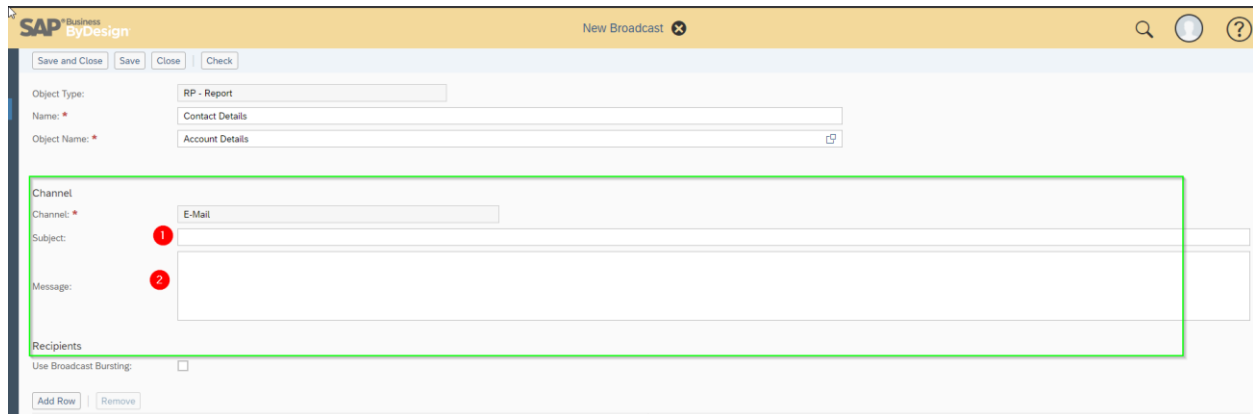 SAP Business ByDesign
New Broadcast
?
Save and Close Save Close Check
Object Type: RP - Report
Name: * Contact Details
Object Name: * Account Details
Channel
Channel: * E-Mail
Subject: 1
Message: 2
Recipients
Use Broadcast Bursting:
Add Row Remove